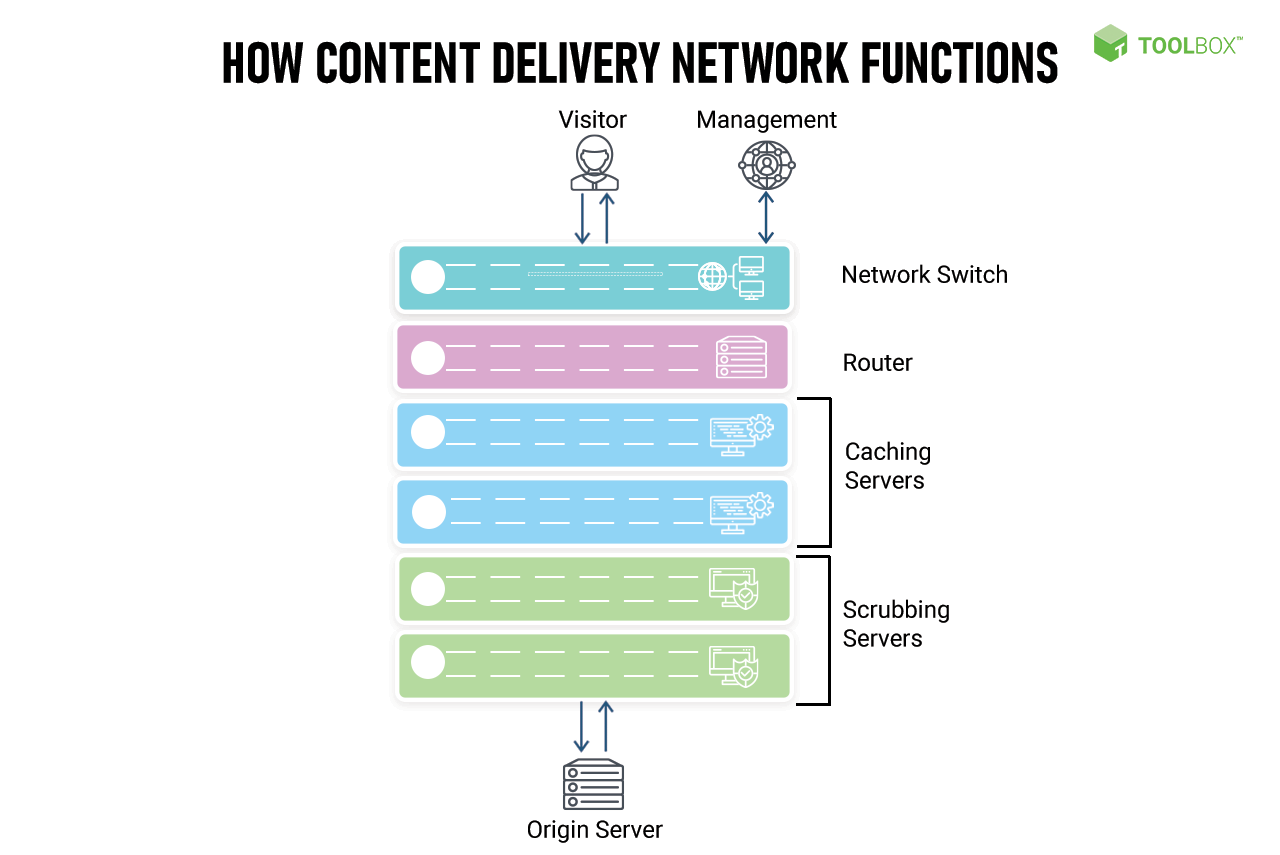 HOW CONTENT DELIVERY NETWORK FUNCTIONS
TOOLBOX™
Visitor
Management
Network Switch
Router
Caching
Servers
Scrubbing
Servers
Origin Server